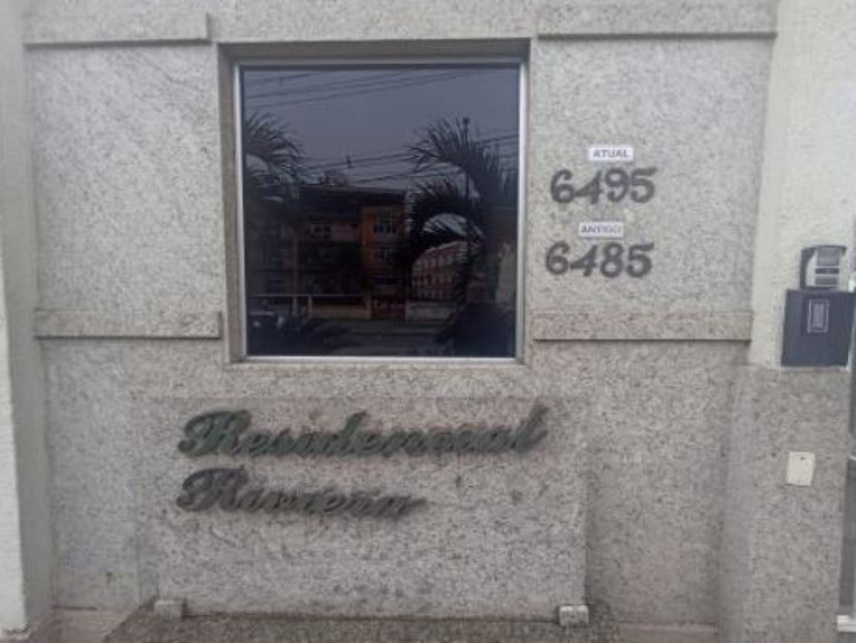 ATUAL
6495
ANTIGO
6485
Residencial
Riviera